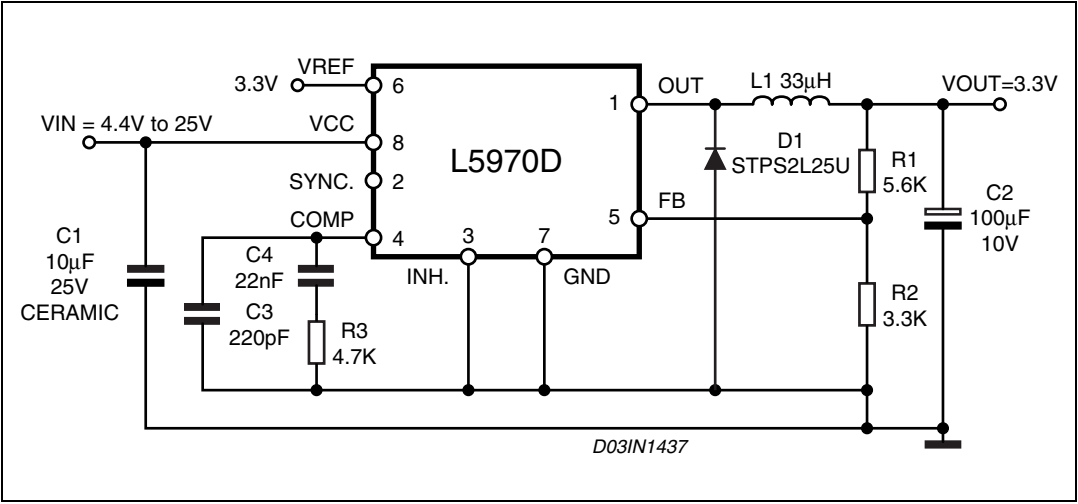 VREF
3.3V
6
VIN = 4.4V to 25V
VCC
8
SYNC.
2
COMP
4
L5970D
3
7
INH.
GND
1
OUT
L1 33μH
VOUT=3.3V
D1
STPS2L25U
5
FB
R1
5.6K
C2
100μF
10V
R2
3.3K
C1
10μF
25V
CERAMIC
C4
22nF
C3
220pF
R3
4.7K
D03IN1437